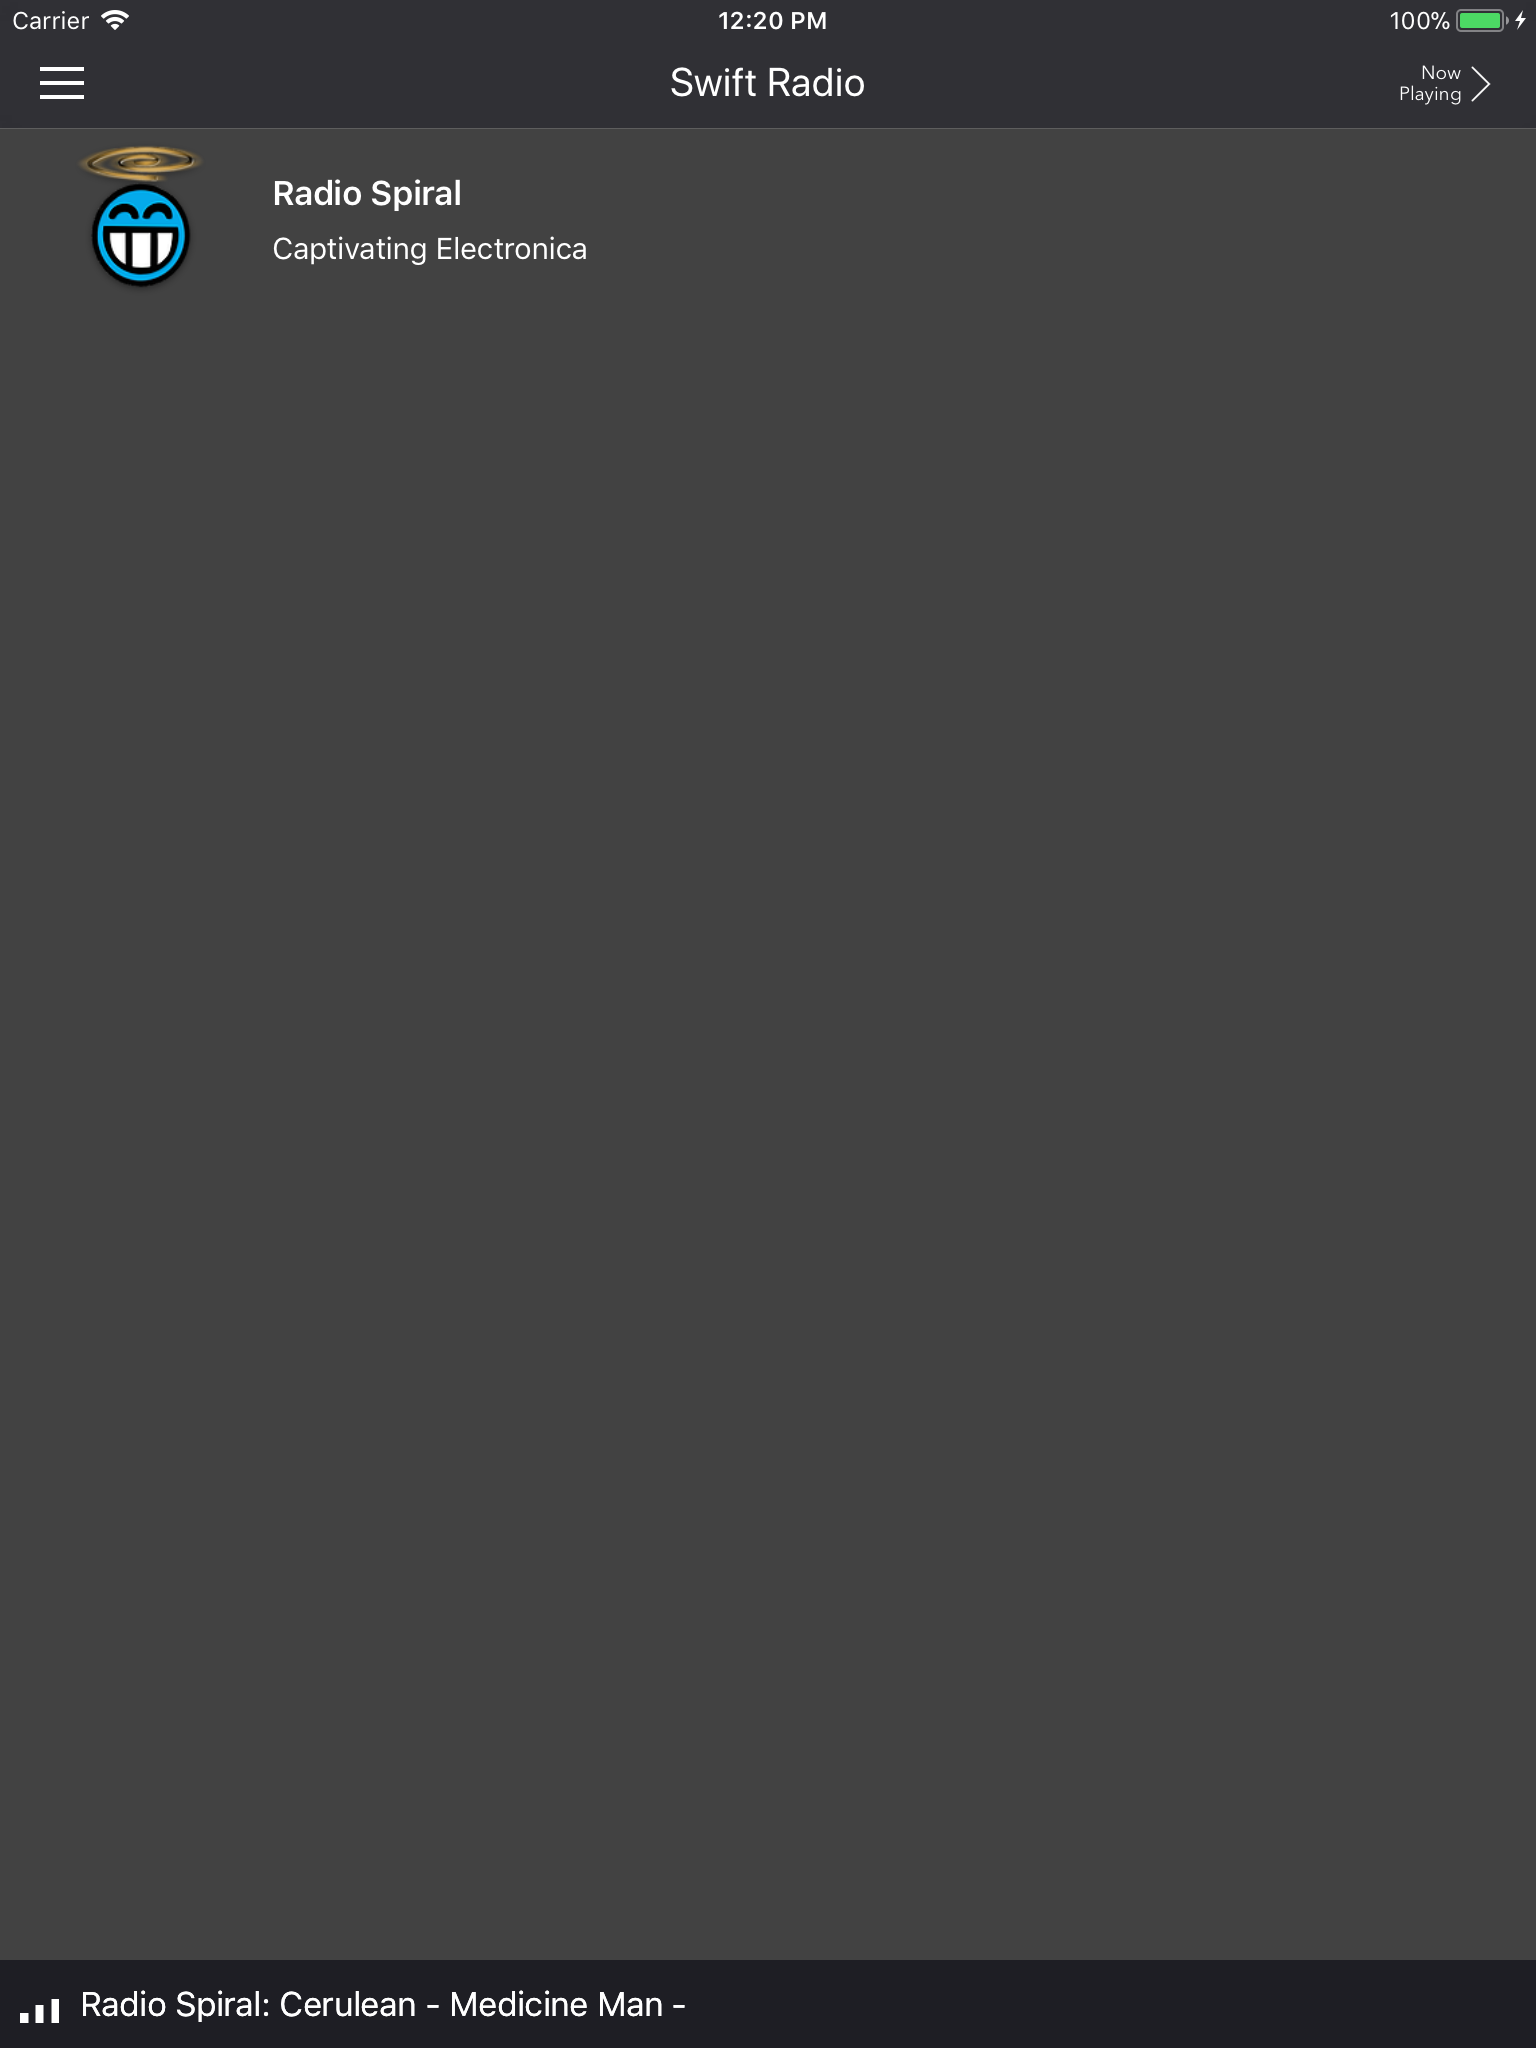 Carrier
12:20 PM
100%
Swift Radio
Now
Playing
Radio Spiral
Captivating Electronica
Radio Spiral: Cerulean - Medicine Man -